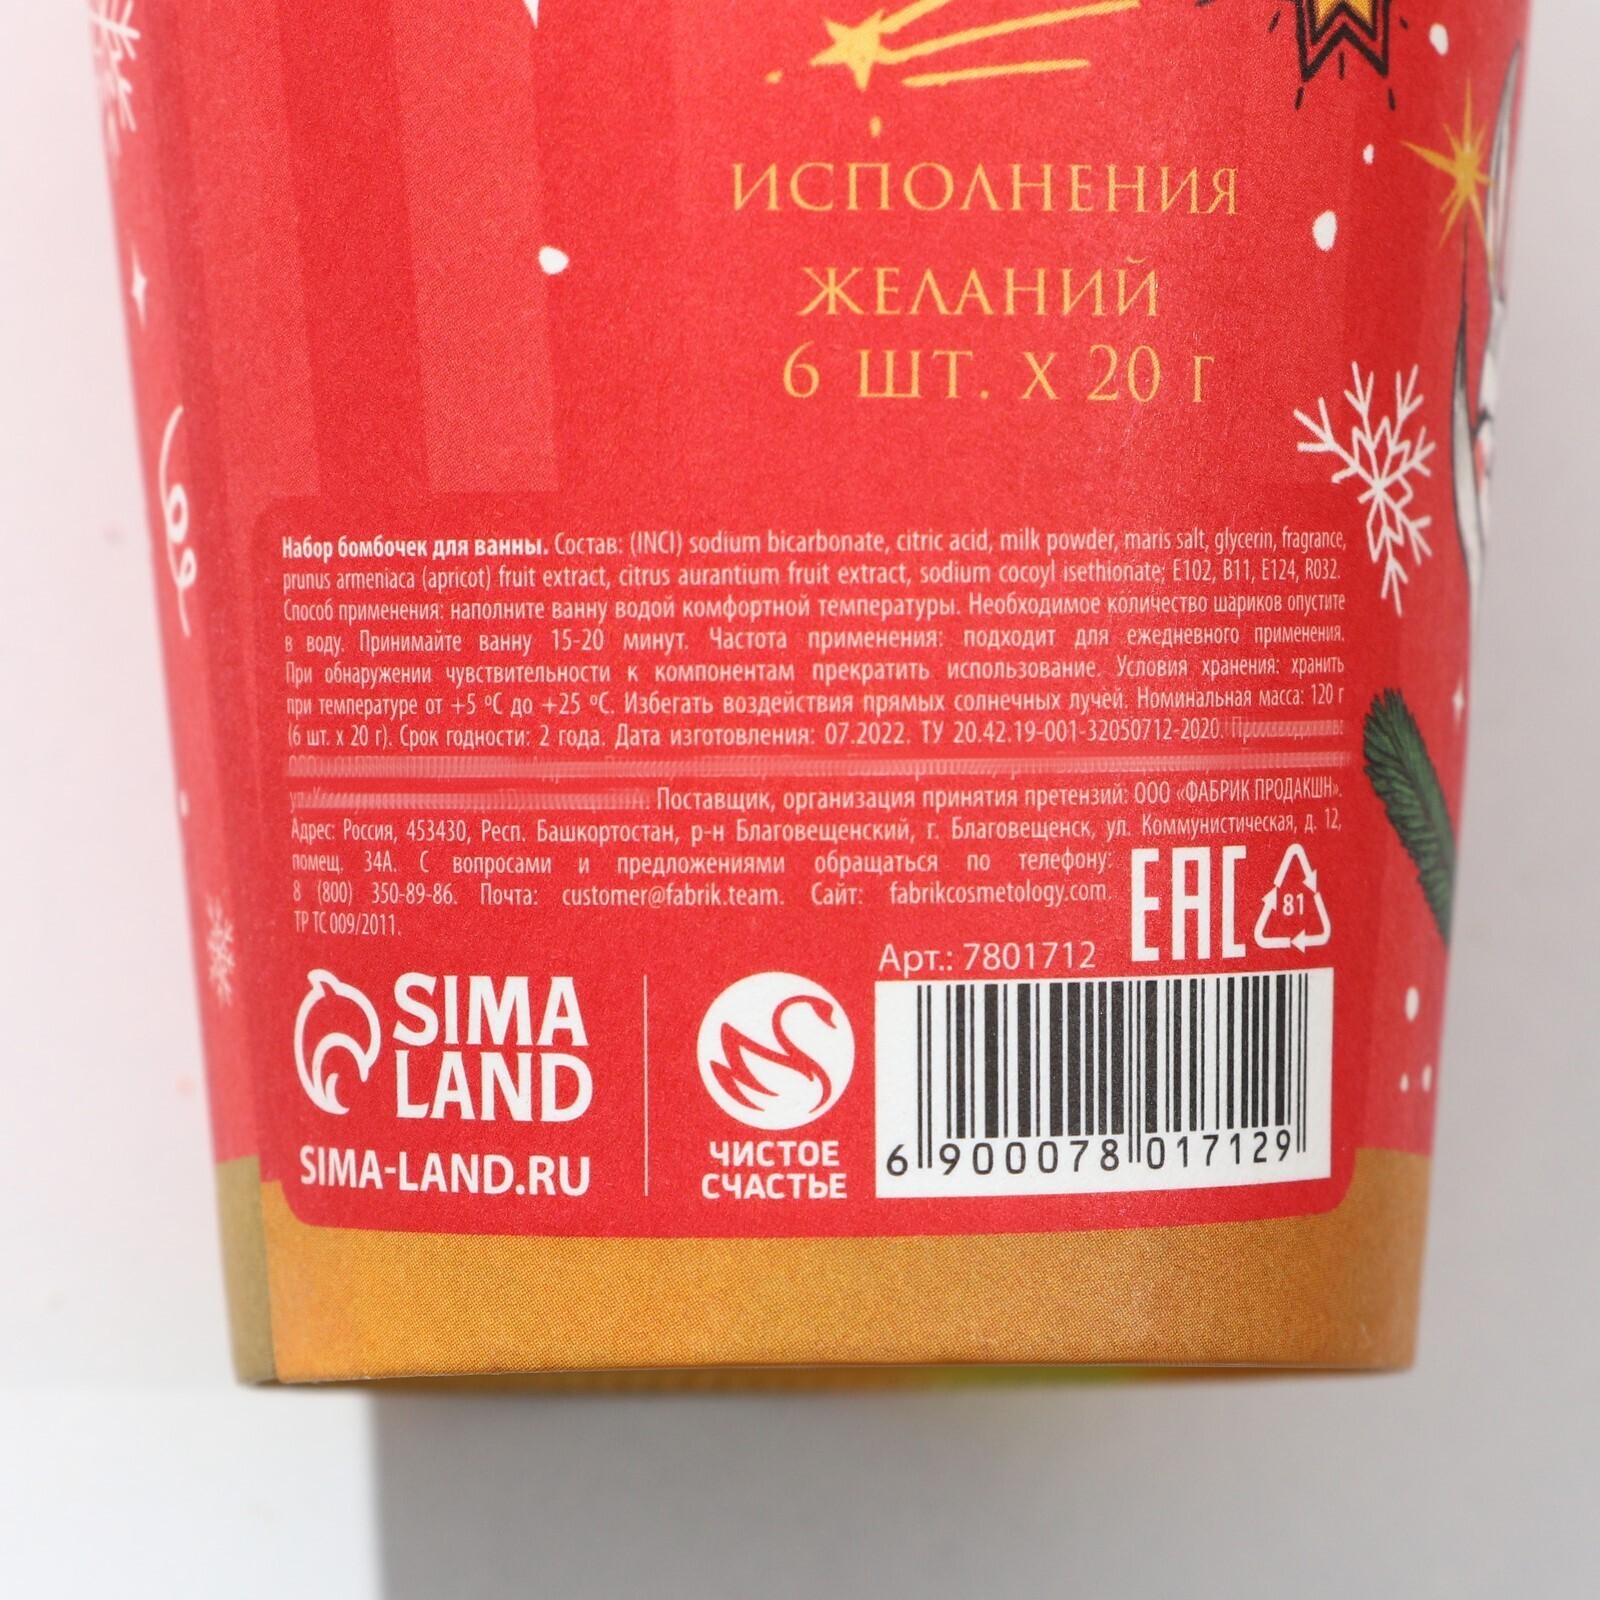 ИСПОЛНЕНИЯ
ЖЕЛАНИЙ
6 ШТ. Х 20 Г
Набор бомбочек для ванны. Состав: (INCI) sodium bicarbonate, citric acid, milk powder, maris salt, glycerin, fragrance,
prunus armeniaca (apricot) fruit extract, citrus aurantium fruit extract, sodium cocoyl isethionate; E102, B11, E124, R032.
Способ применения: наполните ванну водой комфортной температуры. Необходимое количество шариков опустите
в воду. Принимайте ванну 15-20 минут. Частота применения: подходит для ежедневного применения.
При обнаружении чувствительности к компонентам прекратить использование. Условия хранения: хранить
при температуре от +5 ºС до +25 ºС. Избегать воздействия прямых солнечных лучей. Номинальная масса: 120 г
(6 шт. х 20 г). Срок годности: 2 года. Дата изготовления: 07.2022. ТУ 20.42.19-001-32050712-2020.
Поставщик, организация принятия претензий: ООО «ФАБРИК ПРОДАКШН».
Адрес: Россия, 453430, Респ. Башкортостан, р-н Благовещенский, г. Благовещенск, ул. Коммунистическая, д. 12,
помещ. 34А. С вопросами и предложениями обращаться по телефону:
8 (800) 350-89-86. Почта: customer@fabrik.team. Сайт: fabrikcosmetology.com.
ТР ТС 009/2011.
EAC
81
Арт.: 7801712
SIMA
LAND
SIMA-LAND.RU
ЧИСТОЕ
СЧАСТЬЕ
6 900078 017129